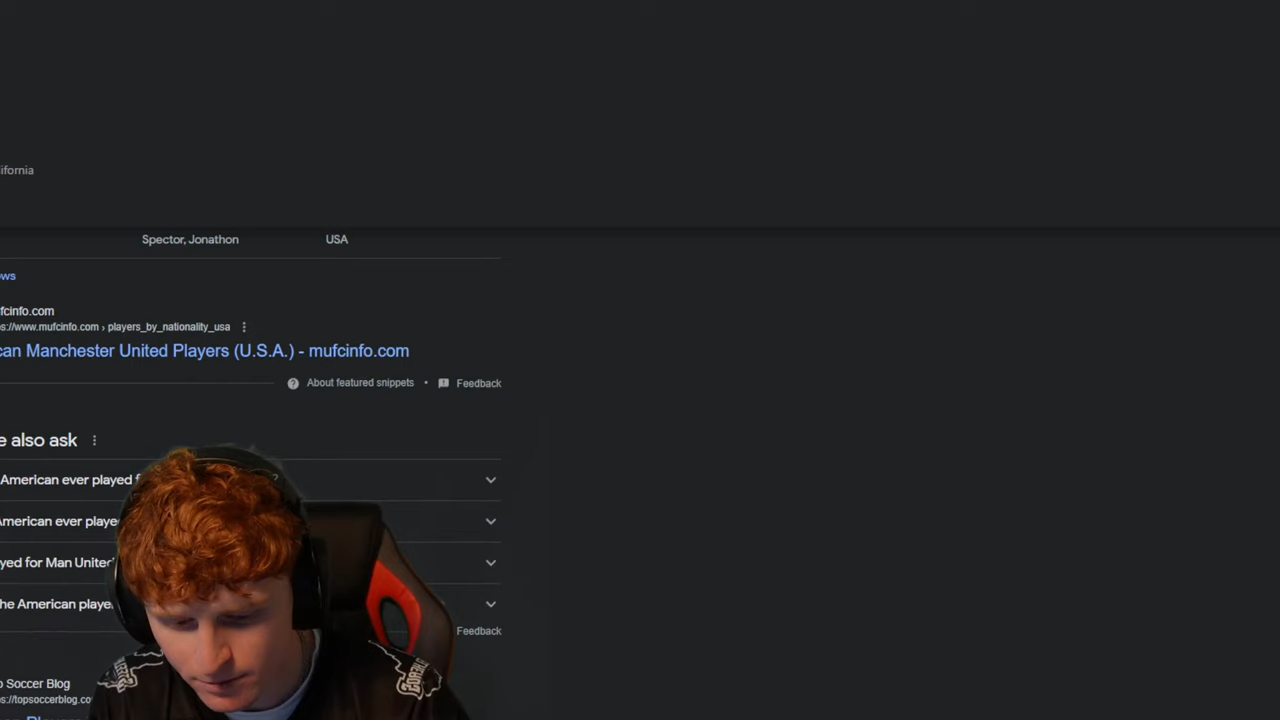 ifornia
Spector, Jonathon USA
ews
fcinfo.com
s://www.mufcinfo.com › players_by_nationality_usa
can Manchester United Players (U.S.A.) - mufcinfo.com
About featured snippets • Feedback
e also ask
American ever played ?
American ever playe
yed for Man United
he American playe
Feedback
p Soccer Blog
s://topsoccerblog.co